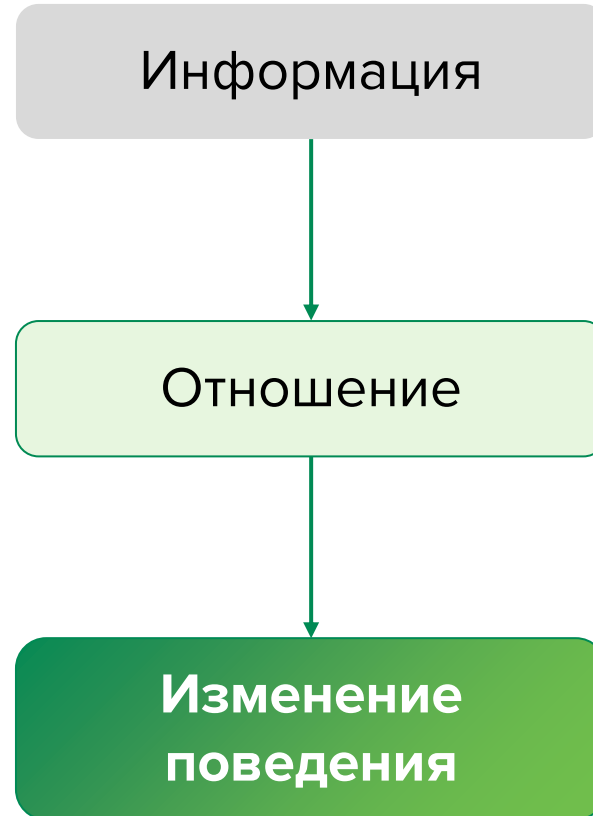 Информация
Отношение
Изменение
поведения